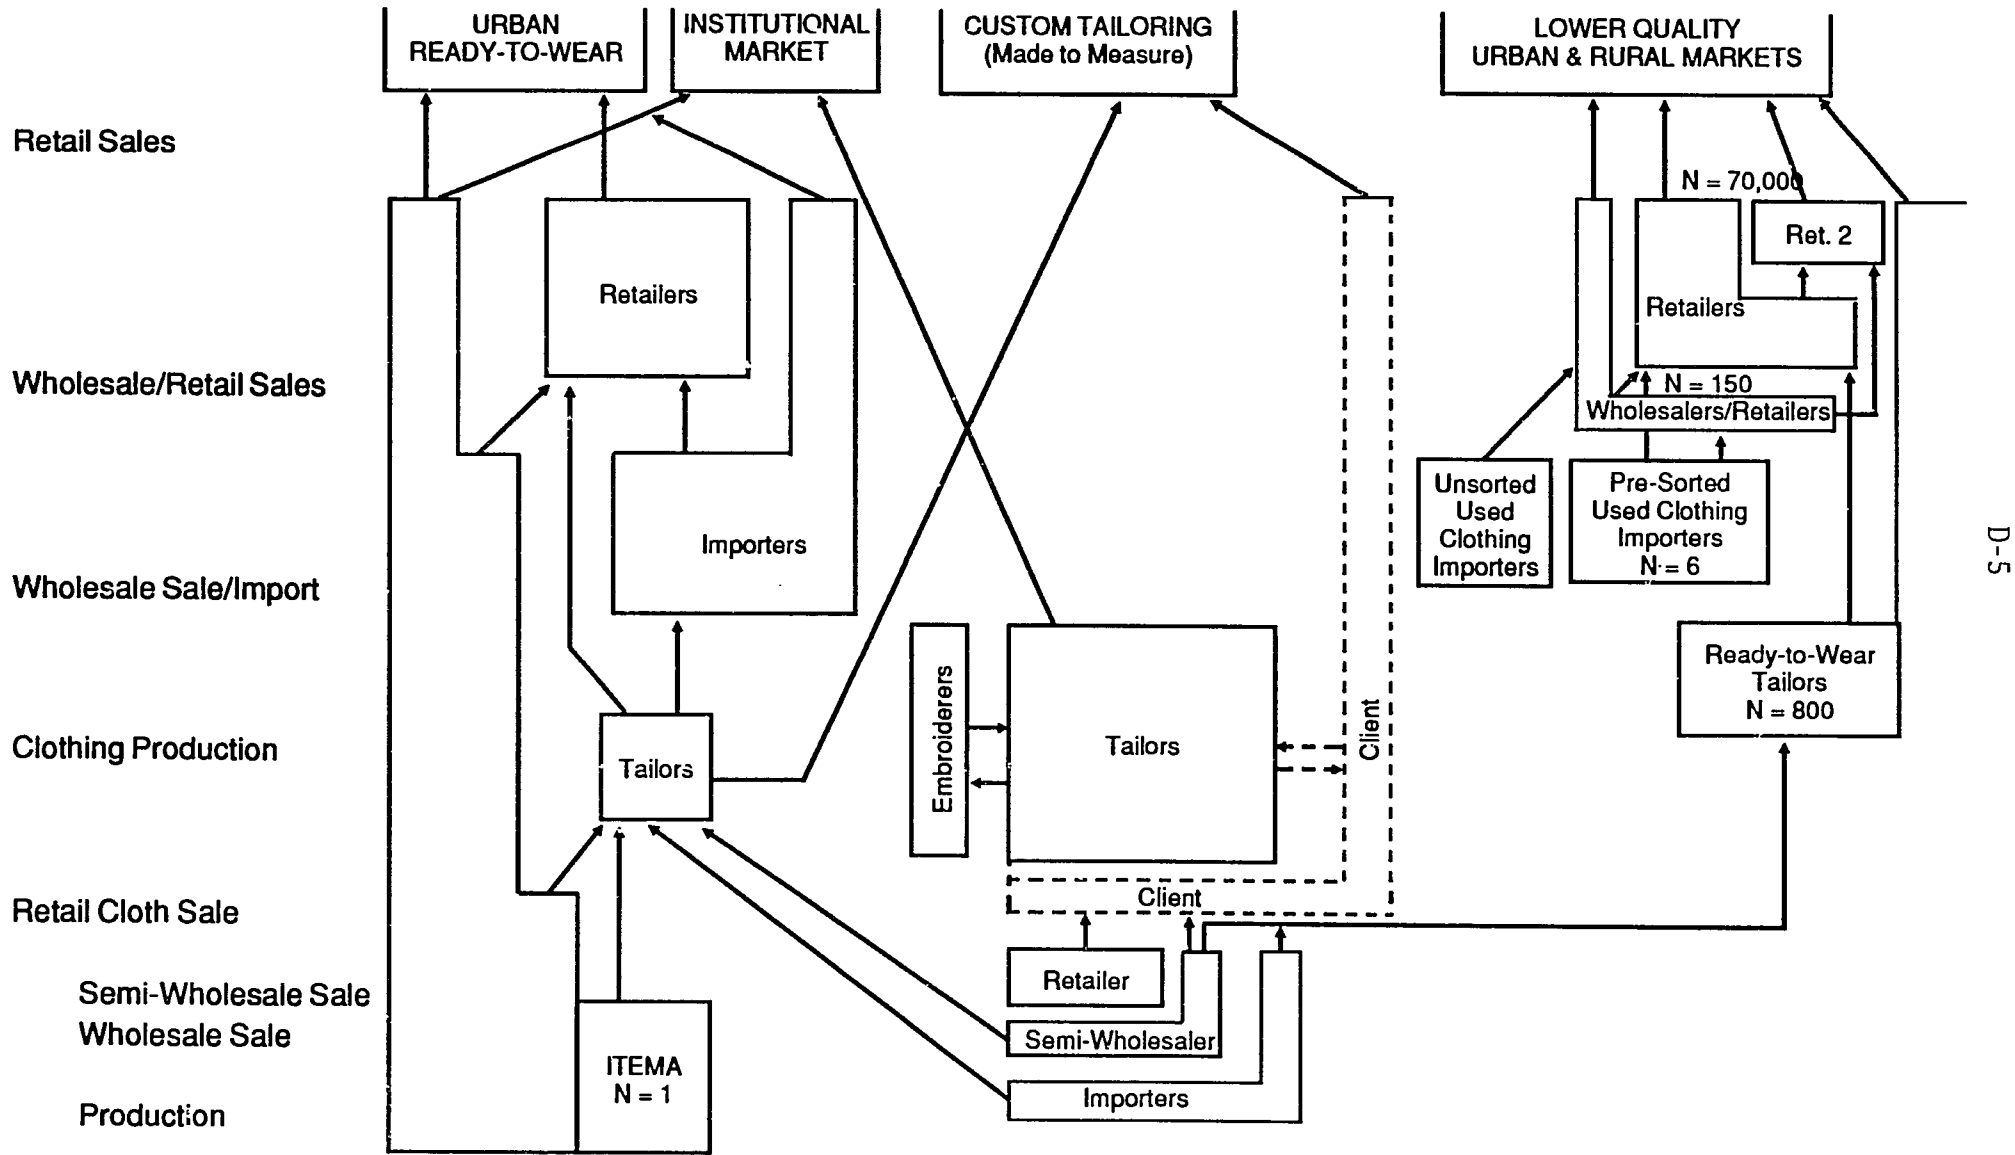 URBAN
READY-TO-WEAR
INSTITUTIONAL
MARKET
CUSTOM TAILORING
(Made to Measure)
LOWER QUALITY
URBAN & RURAL MARKETS
Retail Sales
N = 70,000
Ret. 2
Retailers
Retailers
Wholesale/Retail Sales
N = 150
Wholesalers/Retailers
Unsorted
Used
Clothing
Importers
Pre-Sorted
Used Clothing
Importers
N = 6
D-5
Importers
Wholesale Sale/Import
Ready-to-Wear
Tailors
N = 800
Embroiderers
Tailors
Client
Clothing Production
Tailors
Client
Retail Cloth Sale
Retailer
Semi-Wholesale Sale
Wholesale Sale
Semi-Wholesaler
ITEMA
N = 1
Importers
Production